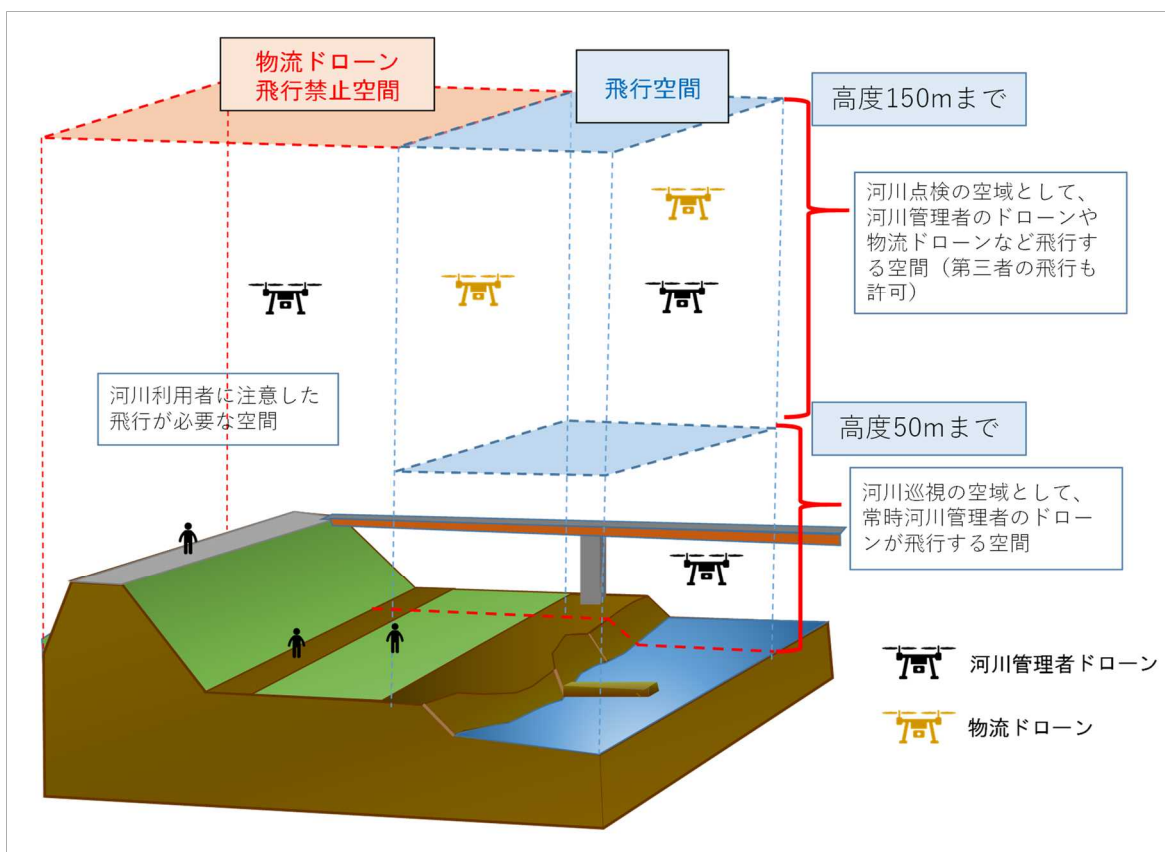 物流ドローン
飛行禁止空間
飛行空間
高度150mまで
河川点検の空域として、
河川管理者のドローンや
物流ドローンなど飛行す
る空間（第三者の飛行も
許可）
河川利用者に注意した
飛行が必要な空間
高度50mまで
河川巡視の空域として、
常時河川管理者のドロー
ンが飛行する空間
河川管理者ドローン
物流ドローン